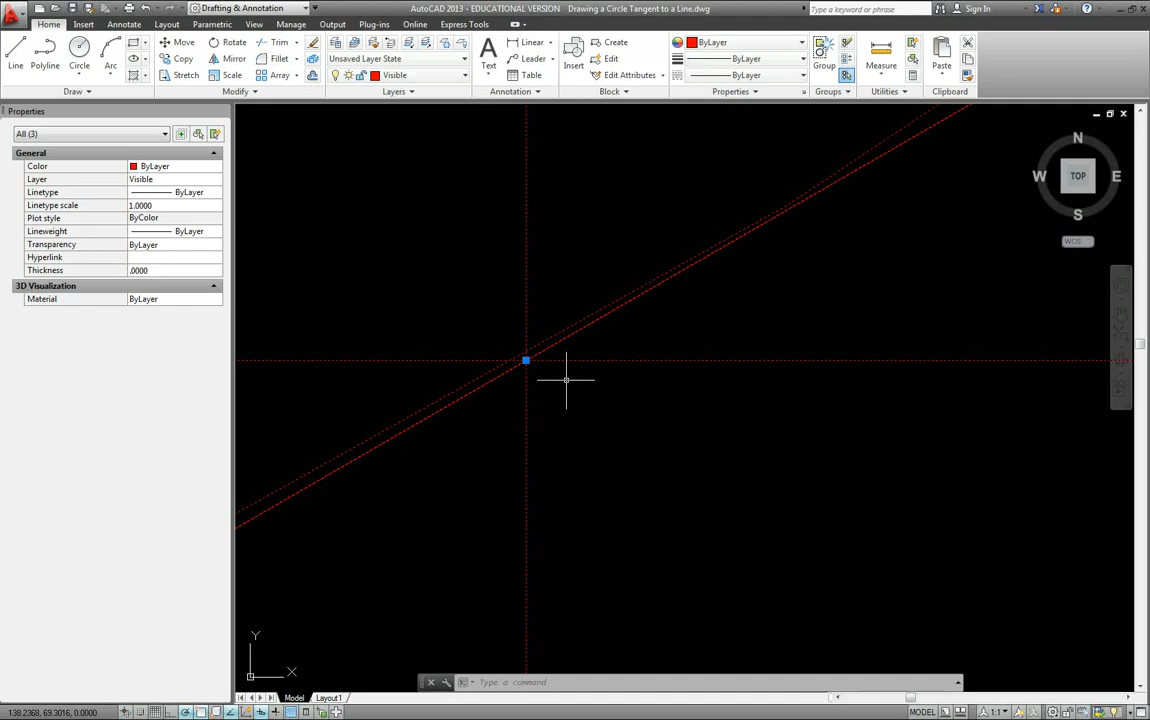 Drafting & Annotation
AutoCAD 2013 - EDUCATIONAL VERSION Drawing a Circle Tangent to a Line.dwg
Type a keyword or phrase
Sign In
Home Insert Annotate Layout Parametric View Manage Output Plug-ins Online Express Tools
Line Polyline Circle Arc
Move Rotate Trim
Copy Mirror Fillet
Stretch Scale Array
Unsaved Layer State
Visible
Text
Linear
Leader
Table
Insert
Create
Edit
Edit Attributes
ByLayer
ByLayer
ByLayer
Group
Measure
Paste
Draw Modify Layers Annotation Block Properties Groups Utilities Clipboard
Properties
All (3)
General
Color ByLayer
Layer Visible
Linetype ByLayer
Linetype scale 1.0000
Plot style ByColor
Lineweight ByLayer
Transparency ByLayer
Hyperlink
Thickness .0000
3D Visualization
Material ByLayer
N
W TOP E
S
WCS
Y
X
Type a command
Model Layout1
138.2368, 69.3016, 0.0000
MODEL
1:1